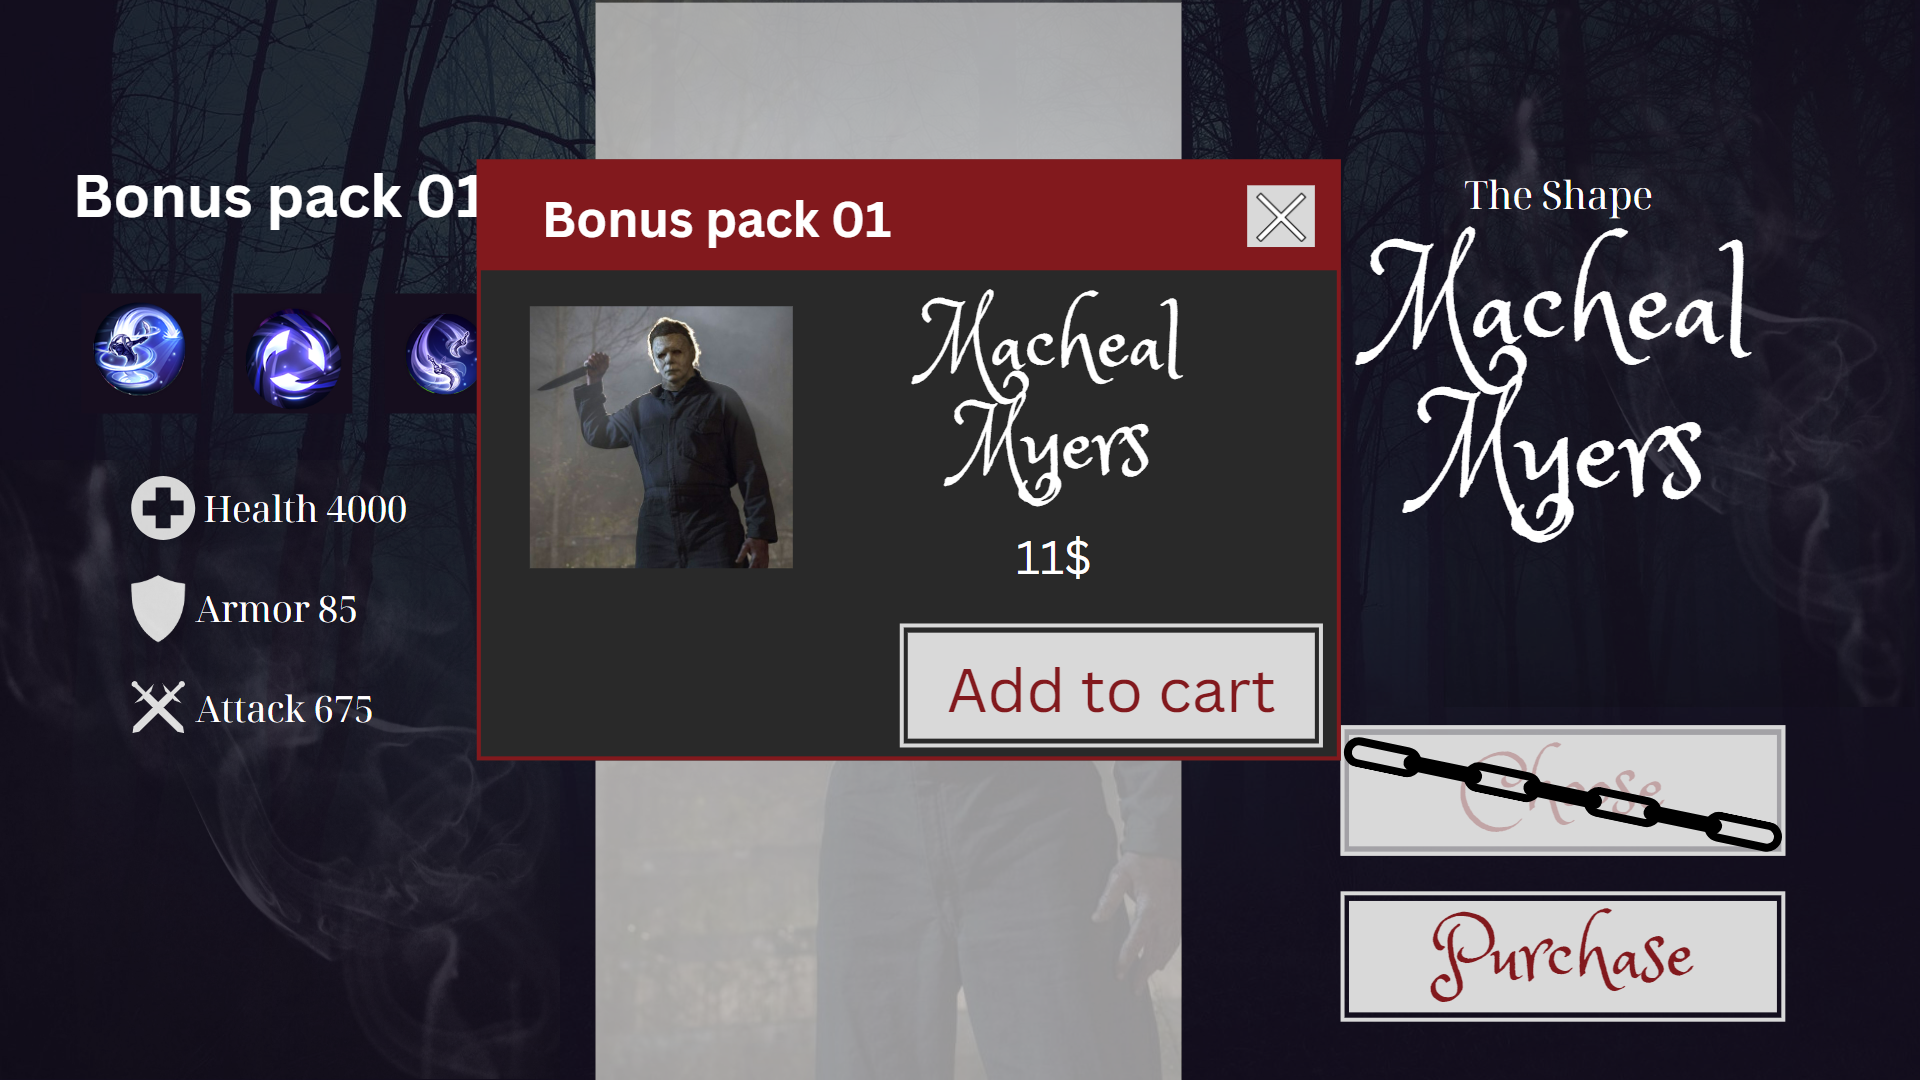 Bonus pack 01
Health 4000
Armor 85
Attack 675
Bonus pack 01
Macheal
Myers
11$
Add to cart
The Shape
Macheal
Myers
Choose
Purchase